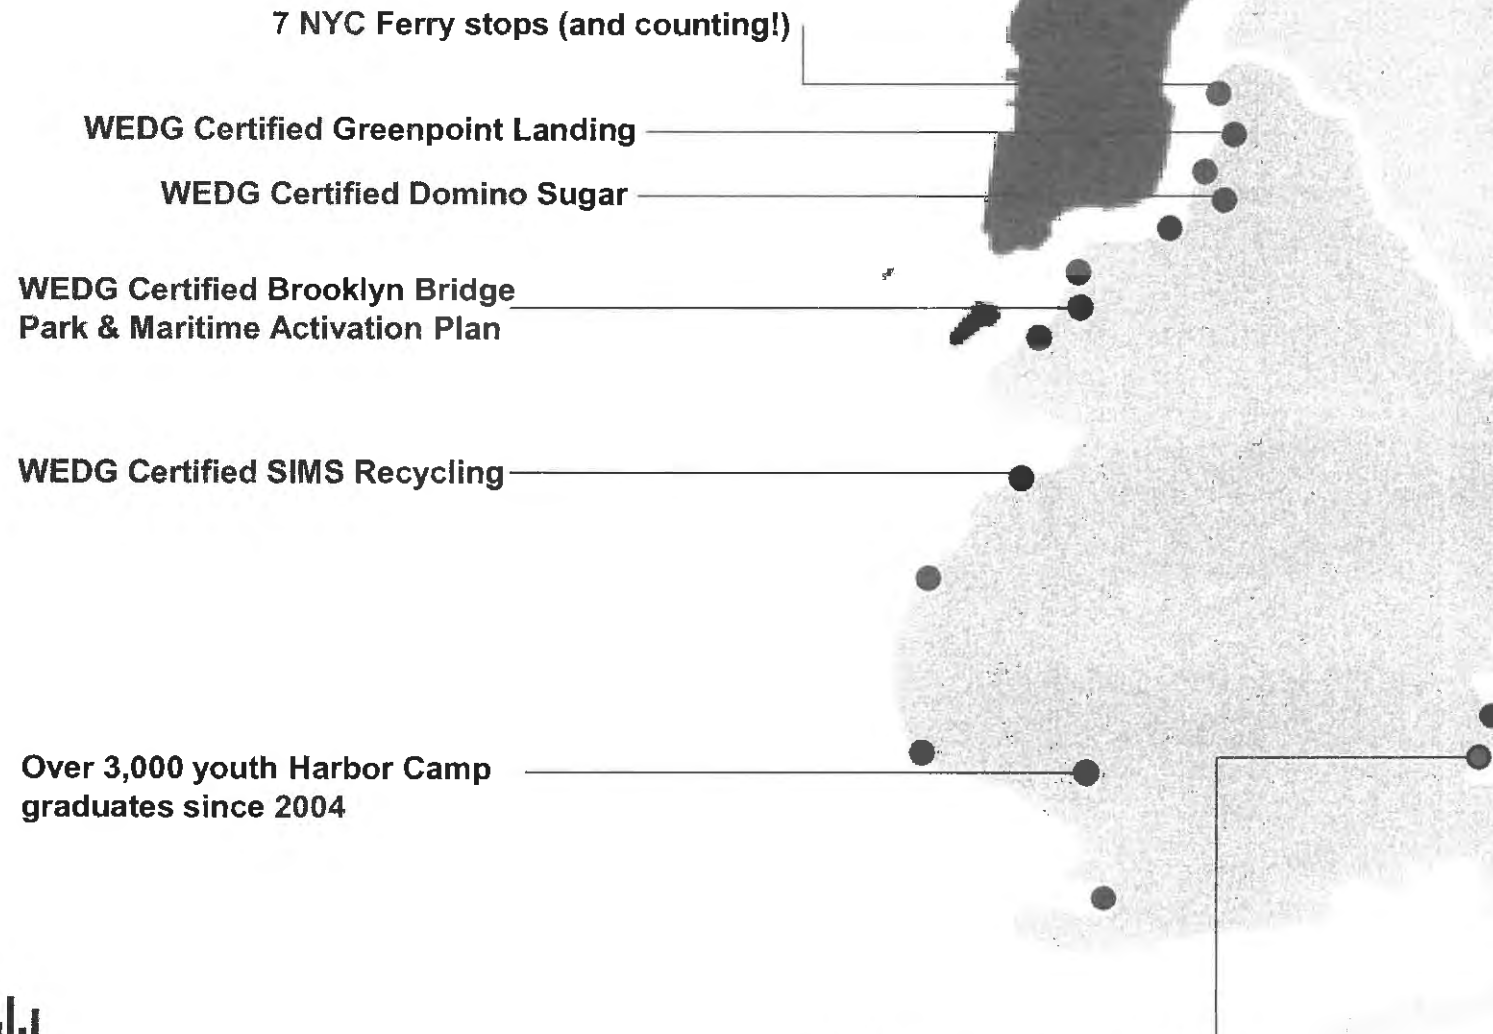 7 NYC Ferry stops (and counting!)
WEDG Certified Greenpoint Landing
WEDG Certified Domino Sugar
WEDG Certified Brooklyn Bridge
Park & Maritime Activation Plan
WEDG Certified SIMS Recycling
Over 3,000 youth Harbor Camp
graduates since 2004